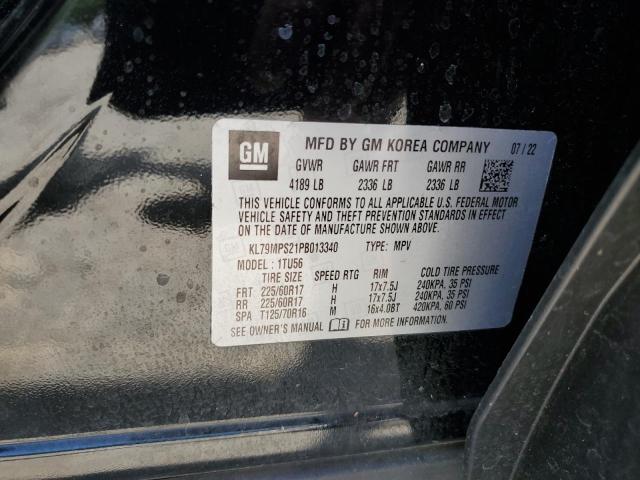 GM
MFD BY GM KOREA COMPANY 07/22
GVWR GAWR FRT GAWR RR
4189 LB 2336 LB 2336 LB
THIS VEHICLE CONFORMS TO ALL APPLICABLE U.S. FEDERAL MOTOR
VEHICLE SAFETY AND THEFT PREVENTION STANDARDS IN EFFECT
ON THE DATE OF MANUFACTURE SHOWN ABOVE.
KL79MPS21PB013340 TYPE: MPV
MODEL: 1TU56
TIRE SIZE SPEED RTG RIM COLD TIRE PRESSURE
FRT 225/60R17 H 17x7.5J 240KPA, 35 PSI
RR 225/60R17 H 17x7.5J 240KPA, 35 PSI
SPA T125/70R16 M 16x4.0BT 420KPA, 60 PSI
SEE OWNER'S MANUAL FOR MORE INFORMATION.